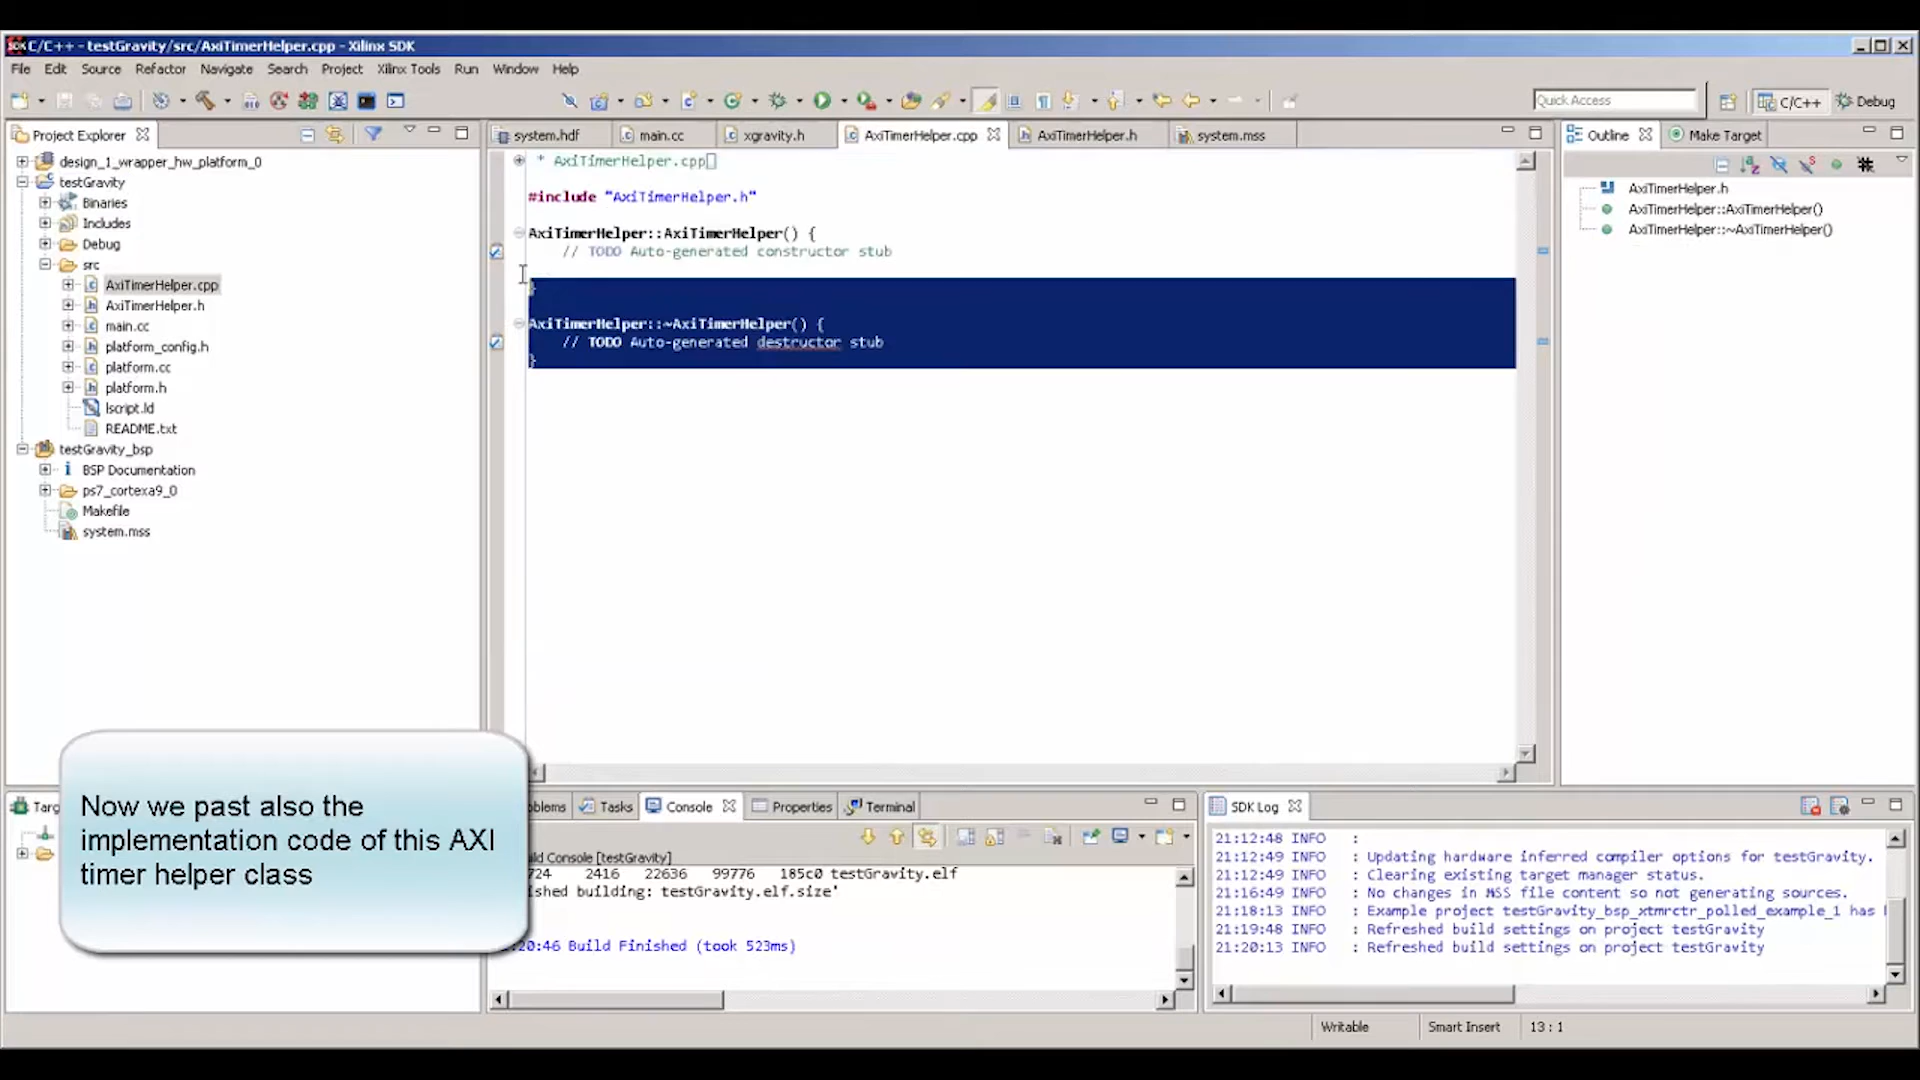 SDK C/C++ - testGravity/src/AxiTimerHelper.cpp - Xilinx SDK
File Edit Source Refactor Navigate Search Project Xilinx Tools Run Window Help
Quick Access
C/C++
Debug
Project Explorer
design_1_wrapper_hw_platform_0
testGravity
Binaries
Includes
Debug
src
AxiTimerHelper.cpp
AxiTimerHelper.h
main.cc
platform_config.h
platform.cc
platform.h
lscript.ld
README.txt
testGravity_bsp
BSP Documentation
ps7_cortexa9_0
Makefile
system.mss
system.hdf main.cc xgravity.h AxiTimerHelper.cpp AxiTimerHelper.h system.mss
* AxiTimerHelper.cpp
#include "AxiTimerHelper.h"
AxiTimerHelper::AxiTimerHelper() {
// TODO Auto-generated constructor stub
}
AxiTimerHelper::~AxiTimerHelper() {
// TODO Auto-generated destructor stub
}
Outline Make Target
AxiTimerHelper.h
AxiTimerHelper::AxiTimerHelper()
AxiTimerHelper::~AxiTimerHelper()
Targ
Now we past also the
implementation code of this AXI
timer helper class
oblems Tasks Console Properties Terminal
ld Console [testGravity]
724 2416 22636 99776 185c0 testGravity.elf
ished building: testGravity.elf.size'
:20:46 Build Finished (took 523ms)
SDK Log
21:12:48 INFO :
21:12:49 INFO : Updating hardware inferred compiler options for testGravity.
21:12:49 INFO : Clearing existing target manager status.
21:16:49 INFO : No changes in MSS file content so not generating sources.
21:18:13 INFO : Example project testGravity_bsp_xtmrctr_polled_example_1 has
21:19:48 INFO : Refreshed build settings on project testGravity
21:20:13 INFO : Refreshed build settings on project testGravity
Writable Smart Insert 13 : 1